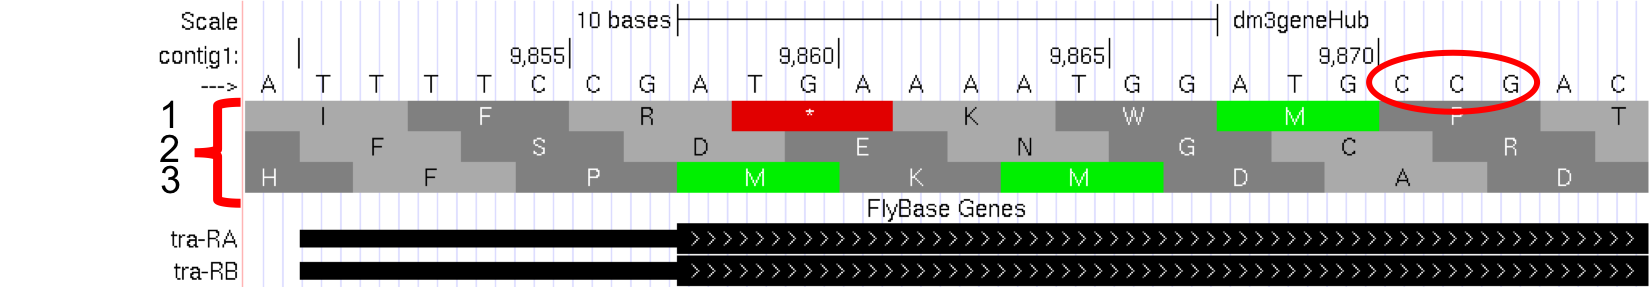 Scale 10 bases dm3geneHub
contig1: 9,855 9,860 9,865 9,870
---> A T T T T C C G A T G A A A A T G G A T G C C G A C
1 I F R * K W M P T
2 F S D E N G C R
3 H F P M K M D A D
FlyBase Genes
tra-RA
tra-RB